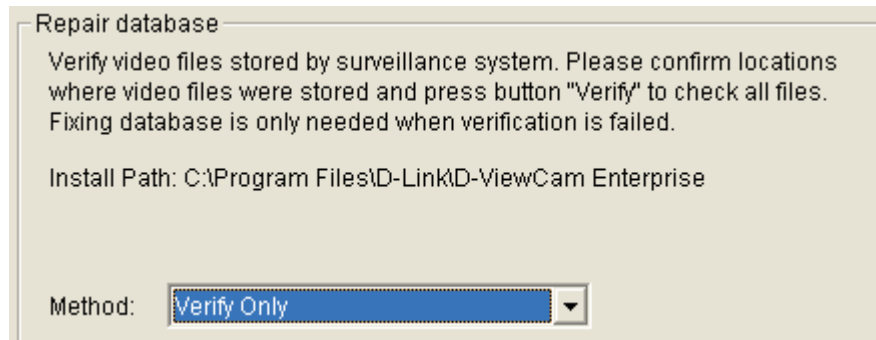 Repair database
Verify video files stored by surveillance system. Please confirm locations
where video files were stored and press button "Verify" to check all files.
Fixing database is only needed when verification is failed.
Install Path: C:\Program Files\D-Link\D-ViewCam Enterprise
Method: Verify Only